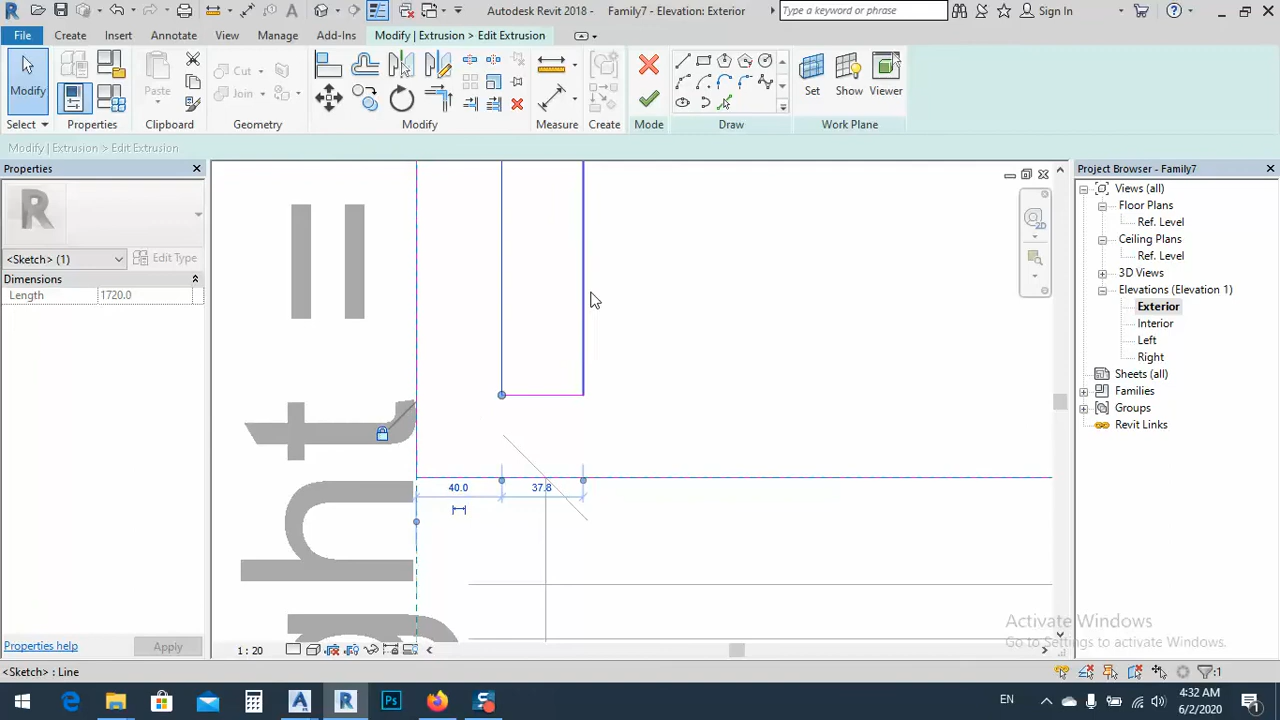 Autodesk Revit 2018 - Family7 - Elevation: Exterior
Type a keyword or phrase
Sign In
File Create Insert Annotate View Manage Add-Ins Modify | Extrusion > Edit Extrusion
Modify Paste Cut Join Set Show Viewer
Select Properties Clipboard Geometry Modify Measure Create Mode Draw Work Plane
Modify | Extrusion > Edit Extrusion
Properties
R
<Sketch> (1) Edit Type
Dimensions
Length 1720.0
Properties help Apply
40.0 37.8
2D
1 : 20
Project Browser - Family7
Views (all)
Floor Plans
Ref. Level
Ceiling Plans
Ref. Level
3D Views
Elevations (Elevation 1)
Exterior
Interior
Left
Right
Sheets (all)
Families
Groups
Revit Links
Activate Windows
Go to Settings to activate Windows.
<Sketch> : Line
:1
EN
4:32 AM
6/2/2020